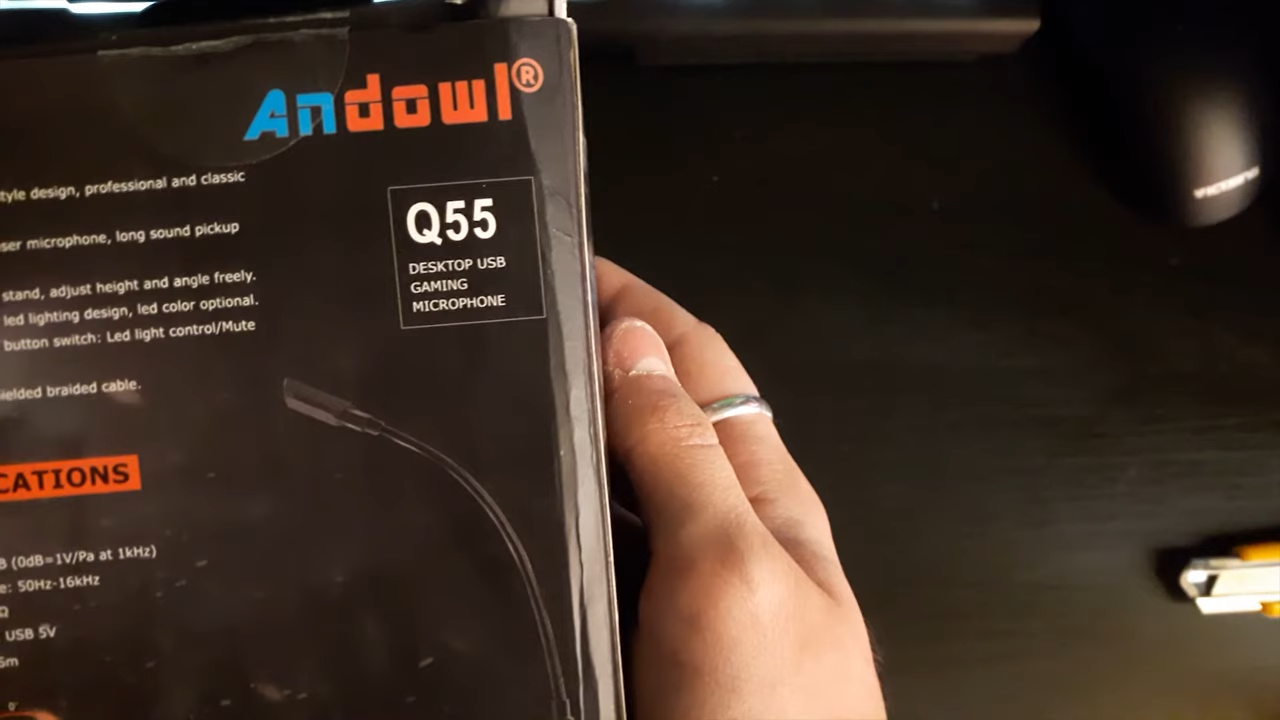 Andowl®
tyle design, professional and classic
Q55
ser microphone, long sound pickup
DESKTOP USB
GAMING
MICROPHONE
stand, adjust height and angle freely.
led lighting design, led color optional.
button switch: Led light control/Mute
ielded braided cable.
CATIONS
B (0dB=1V/Pa at 1kHz)
e: 50Hz-16kHz
Ω
USB 5V
5m